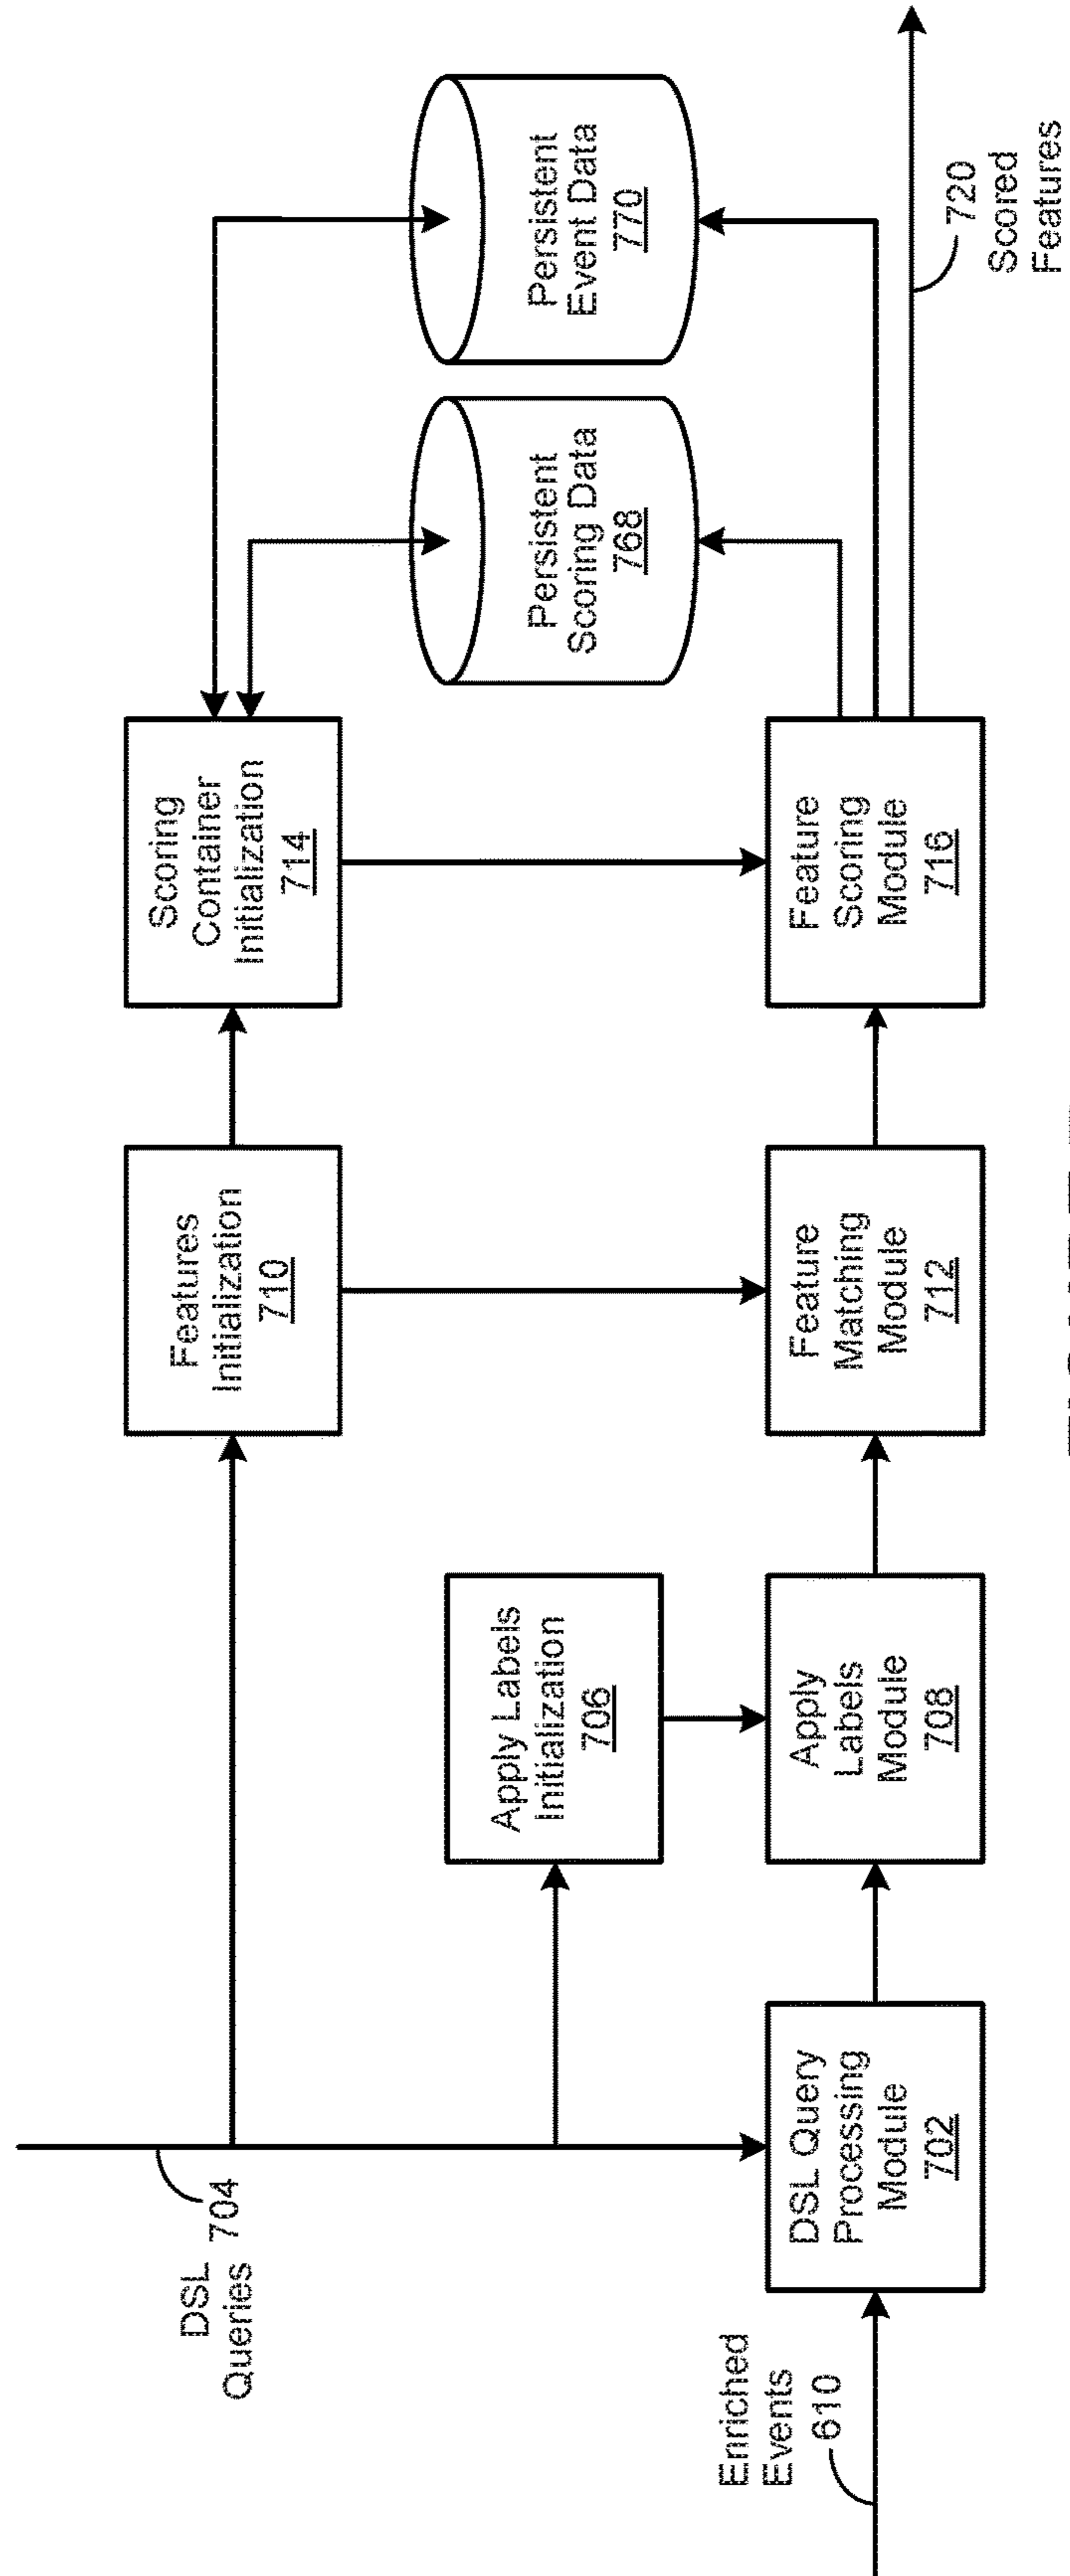 DSL
Queries 704
Enriched
Events 610
DSL Query
Processing
Module
702
Apply Labels
Initialization
706
Apply
Labels
Module
708
Features
Initialization
710
Feature
Matching
Module
712
Scoring
Container
Initialization
714
Feature
Scoring
Module
716
Persistent
Scoring Data
768
Persistent
Event Data
770
720
Scored
Features